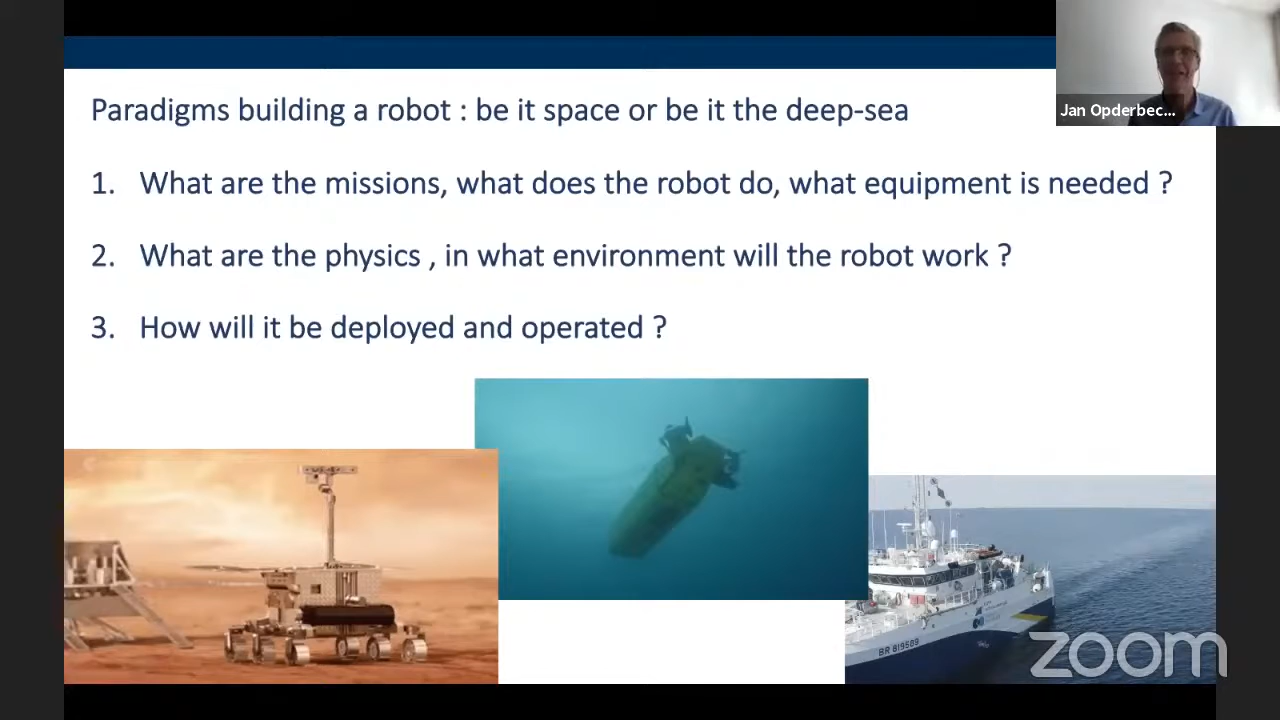 Paradigms building a robot : be it space or be it the deep-sea
Jan Opderbec...
1. What are the missions, what does the robot do, what equipment is needed ?
2. What are the physics , in what environment will the robot work ?
3. How will it be deployed and operated ?
BR 819589
zoom